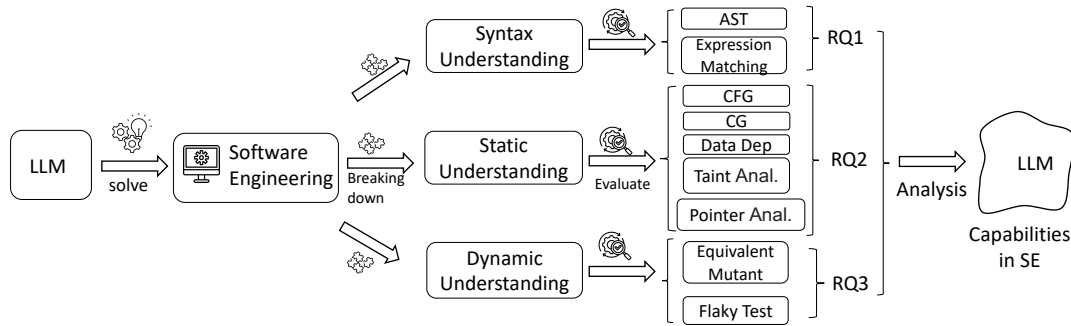 LLM
solve
Software
Engineering
Breaking
down
Syntax
Understanding
Static
Understanding
Dynamic
Understanding
Evaluate
AST
Expression
Matching
RQ1
CFG
CG
Data Dep
Taint Anal.
Pointer Anal.
RQ2
Equivalent
Mutant
Flaky Test
RQ3
Analysis
LLM
Capabilities
in SE